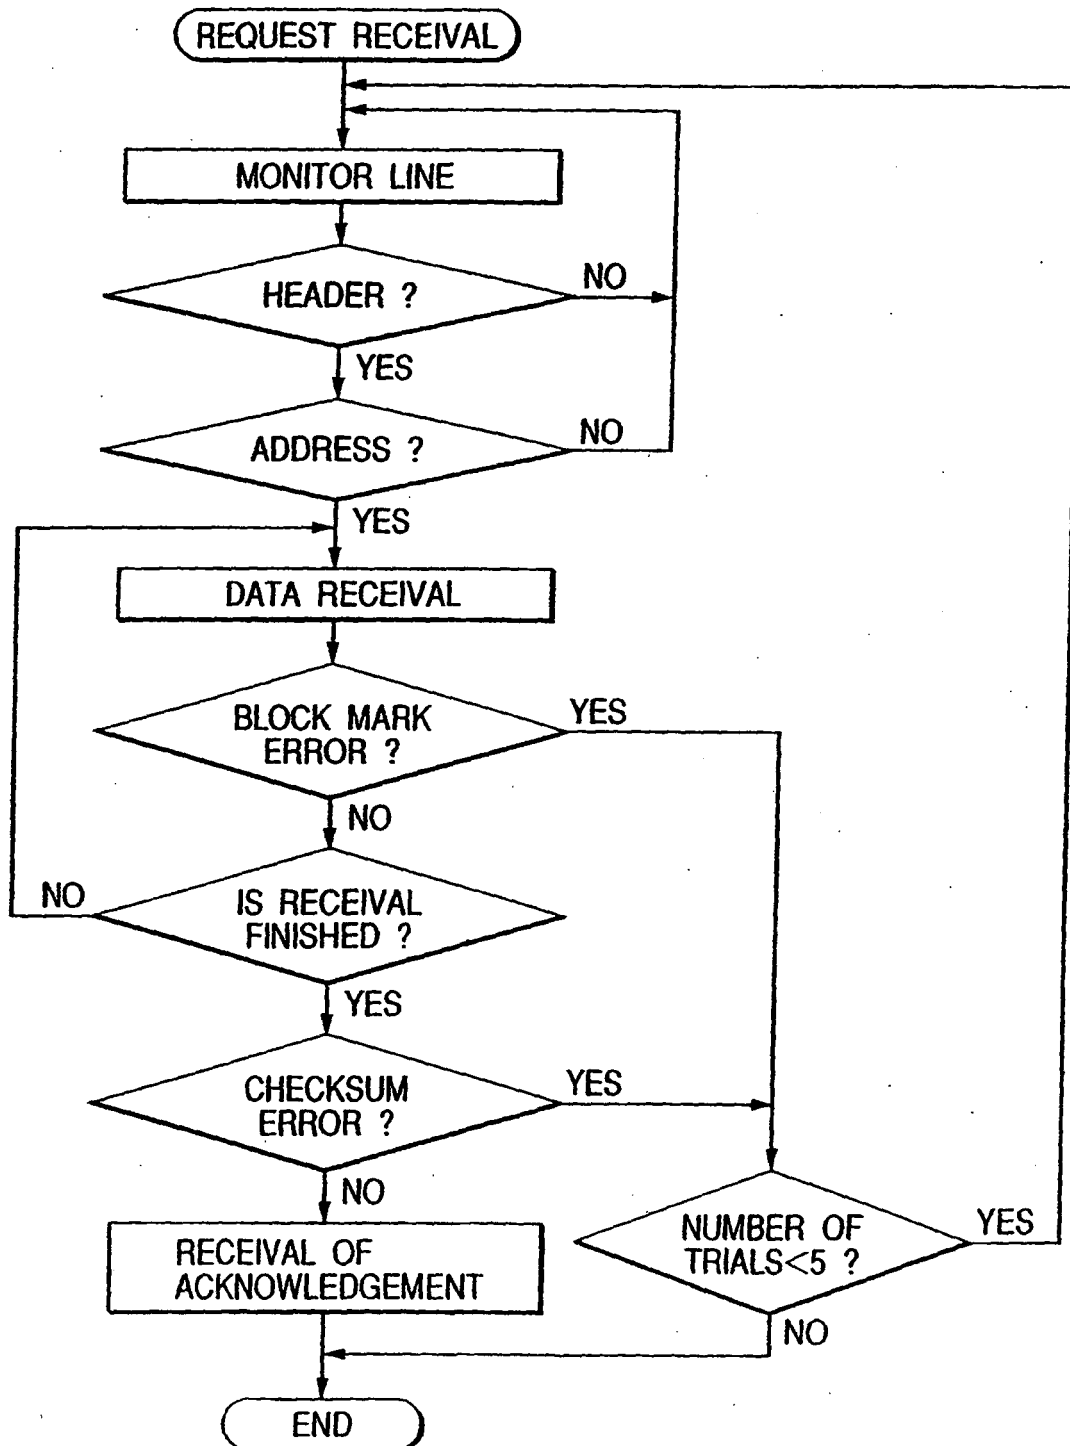 REQUEST RECEIVAL
MONITOR LINE
HEADER ?
NO
YES
ADDRESS ?
NO
YES
DATA RECEIVAL
BLOCK MARK
ERROR ?
YES
NO
IS RECEIVAL
FINISHED ?
NO
YES
CHECKSUM
ERROR ?
YES
NO
RECEIVAL OF
ACKNOWLEDGEMENT
NUMBER OF
TRIALS<5 ?
YES
NO
END